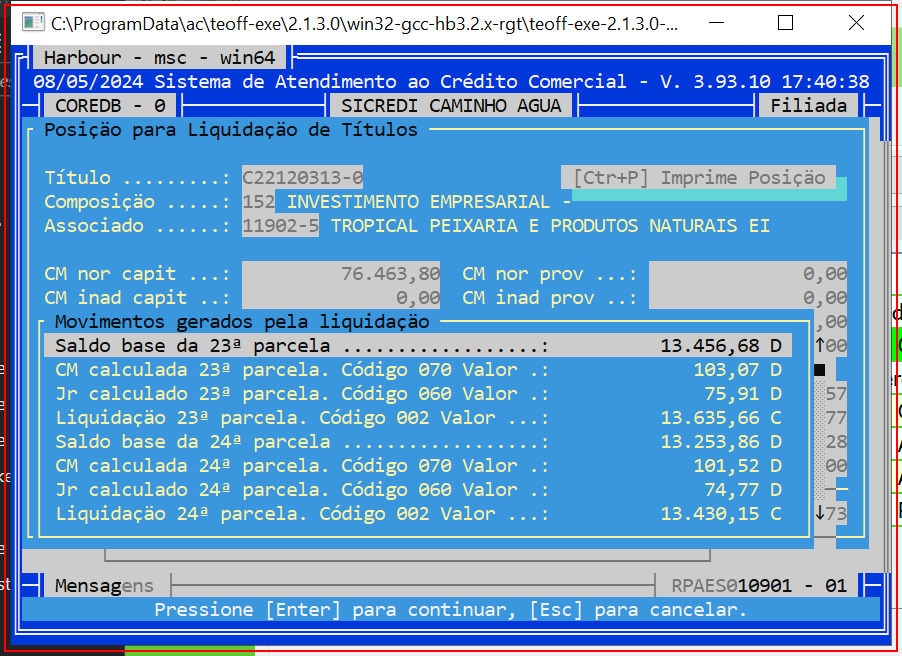 C:\ProgramData\ac\teoff-exe\2.1.3.0\win32-gcc-hb3.2.x-rgt\teoff-exe-2.1.3.0-...
Harbour - msc - win64
08/05/2024 Sistema de Atendimento ao Crédito Comercial - V. 3.93.10 17:40:38
COREDB - 0 SICREDI CAMINHO AGUA Filiada
Posiçäo para Liquidaçäo de Títulos
Título .........: C22120313-0 [Ctr+P] Imprime Posiçäo
Composiçäo .....: 152 INVESTIMENTO EMPRESARIAL -
Associado ......: 11902-5 TROPICAL PEIXARIA E PRODUTOS NATURAIS EI
CM nor capit ...: 76.463,80 CM nor prov ...: 0,00
CM inad capit ..: 0,00 CM inad prov ..: 0,00
Movimentos gerados pela liquidaçäo ,00
Saldo base da 23ª parcela ..................: 13.456,68 D ↑00
CM calculada 23ª parcela. Código 070 Valor .: 103,07 D
Jr calculado 23ª parcela. Código 060 Valor .: 75,91 D 57
Liquidaçäo 23ª parcela. Código 002 Valor ...: 13.635,66 C 77
Saldo base da 24ª parcela ..................: 13.253,86 D 28
CM calculada 24ª parcela. Código 070 Valor .: 101,52 D 00
Jr calculado 24ª parcela. Código 060 Valor .: 74,77 D
Liquidaçäo 24ª parcela. Código 002 Valor ...: 13.430,15 C ↓73
Mensagens RPAES010901 - 01
Pressione [Enter] para continuar, [Esc] para cancelar.